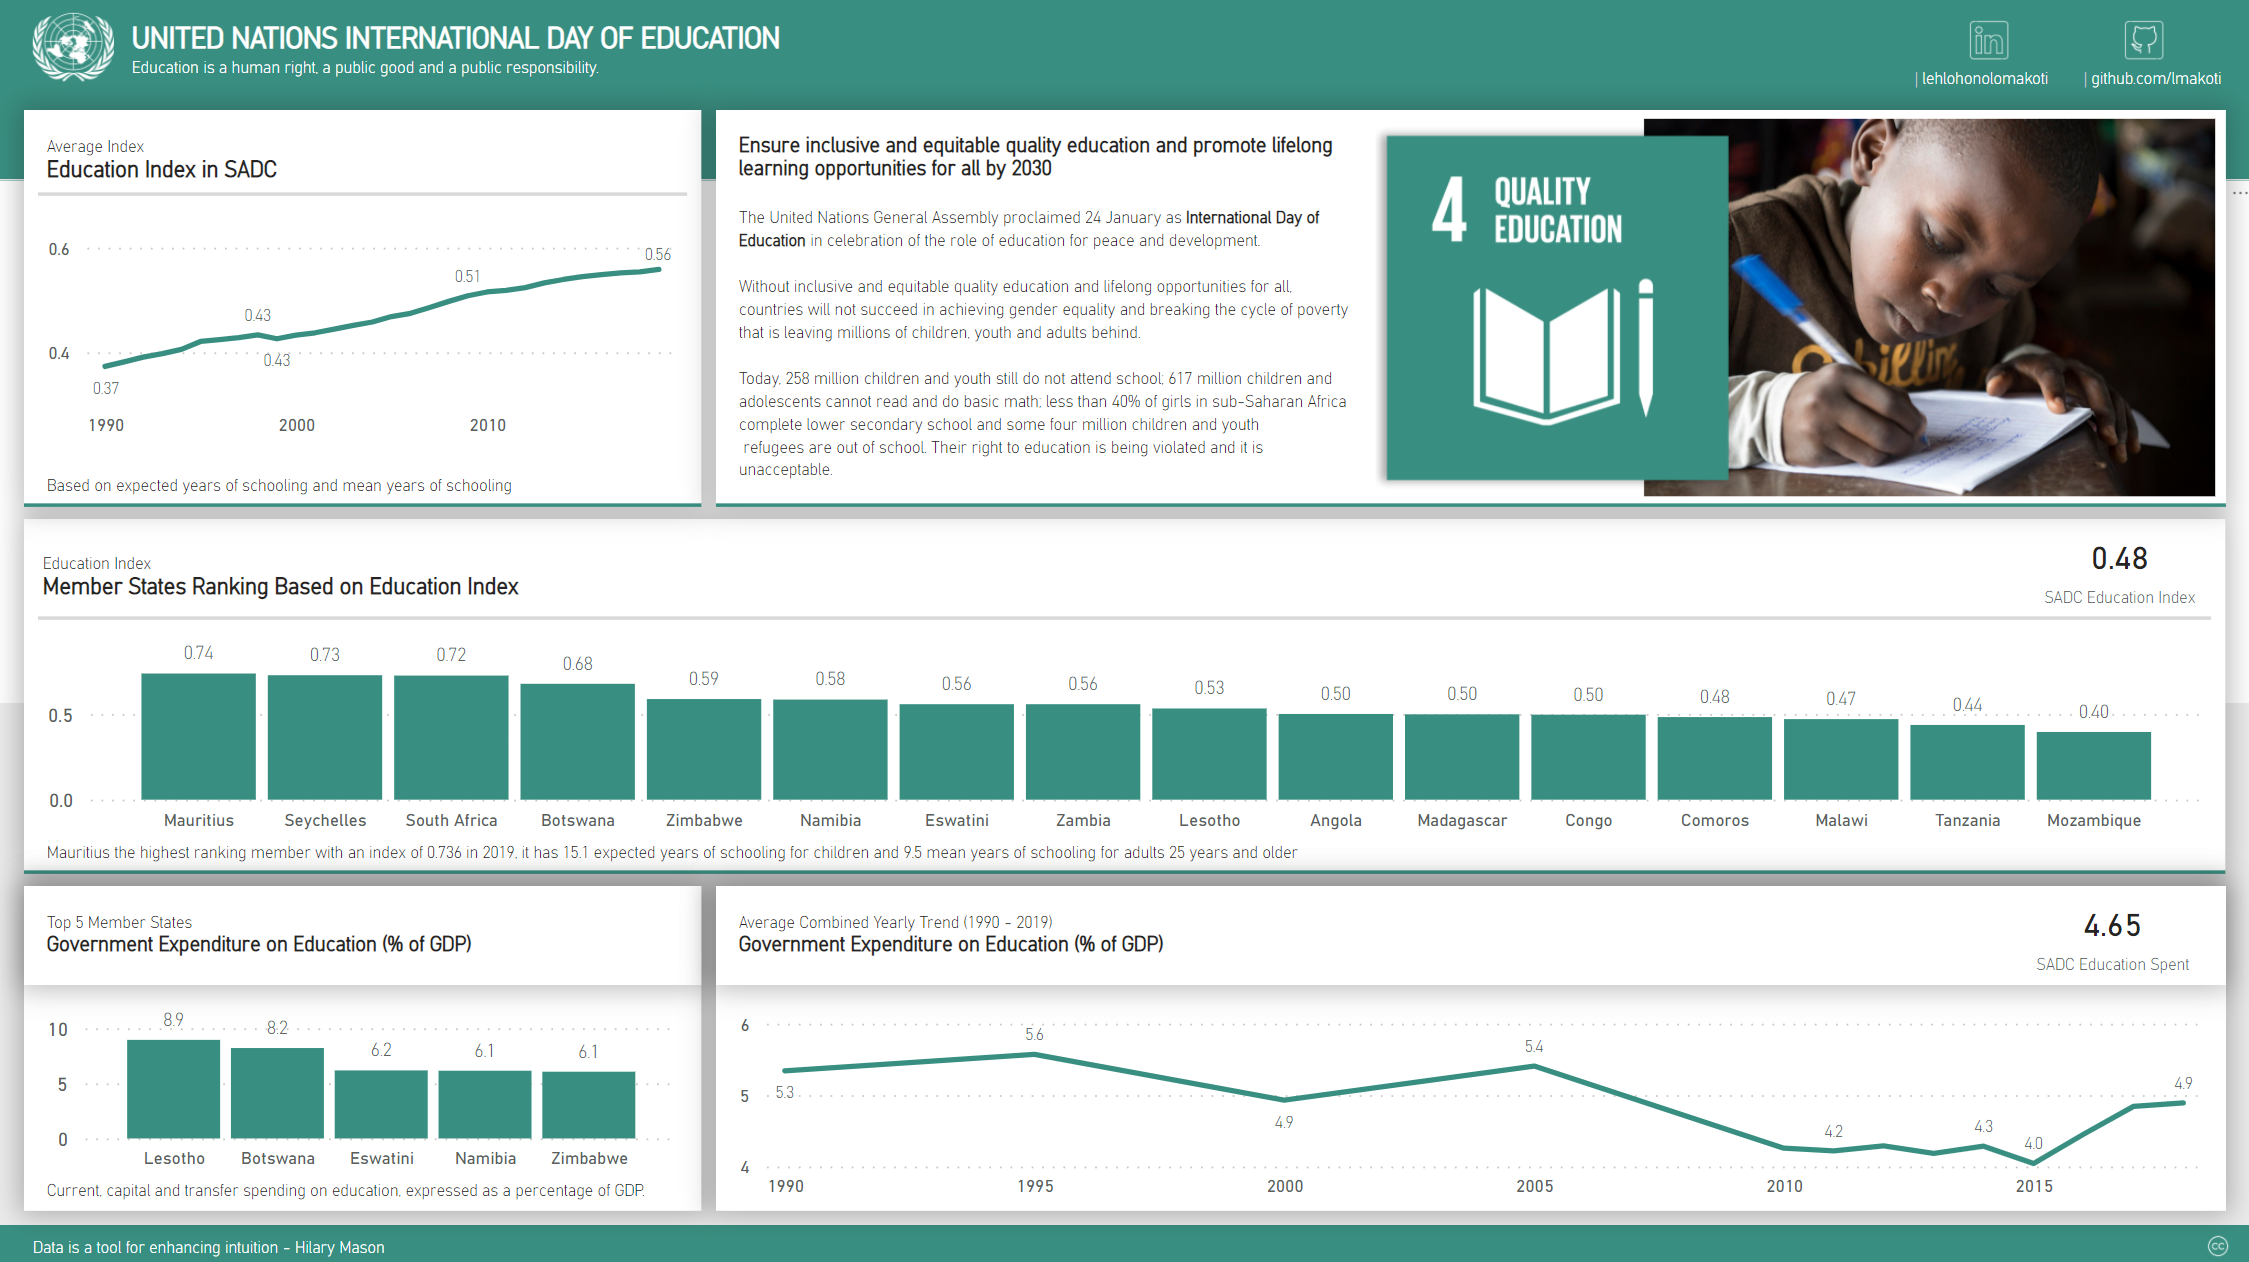 UNITED NATIONS INTERNATIONAL DAY OF EDUCATION
Education is a human right, a public good and a public responsibility.
| lehlohonolomakoti
| github.com/lmakoti
Average Index
Education Index in SADC
0.6
0.4
0.37
0.43
0.43
0.51
0.56
1990
2000
2010
Based on expected years of schooling and mean years of schooling
Ensure inclusive and equitable quality education and promote lifelong
learning opportunities for all by 2030
The United Nations General Assembly proclaimed 24 January as International Day of
Education in celebration of the role of education for peace and development.
Without inclusive and equitable quality education and lifelong opportunities for all,
countries will not succeed in achieving gender equality and breaking the cycle of poverty
that is leaving millions of children, youth and adults behind.
Today, 258 million children and youth still do not attend school; 617 million children and
adolescents cannot read and do basic math; less than 40% of girls in sub-Saharan Africa
complete lower secondary school and some four million children and youth
refugees are out of school. Their right to education is being violated and it is
unacceptable.
4 QUALITY
EDUCATION
Education Index
Member States Ranking Based on Education Index
0.48
SADC Education Index
0.5
0.0
0.74
0.73
0.72
0.68
0.59
0.58
0.56
0.56
0.53
0.50
0.50
0.50
0.48
0.47
0.44
0.40
Mauritius
Seychelles
South Africa
Botswana
Zimbabwe
Namibia
Eswatini
Zambia
Lesotho
Angola
Madagascar
Congo
Comoros
Malawi
Tanzania
Mozambique
Mauritius the highest ranking member with an index of 0.736 in 2019, it has 15.1 expected years of schooling for children and 9.5 mean years of schooling for adults 25 years and older
Top 5 Member States
Government Expenditure on Education (% of GDP)
10
5
0
8.9
8.2
6.2
6.1
6.1
Lesotho
Botswana
Eswatini
Namibia
Zimbabwe
Current, capital and transfer spending on education, expressed as a percentage of GDP.
Average Combined Yearly Trend (1990 - 2019)
Government Expenditure on Education (% of GDP)
4.65
SADC Education Spent
6
5
4
5.3
5.6
4.9
5.4
4.2
4.3
4.0
4.9
1990
1995
2000
2005
2010
2015
Data is a tool for enhancing intuition - Hilary Mason
cc